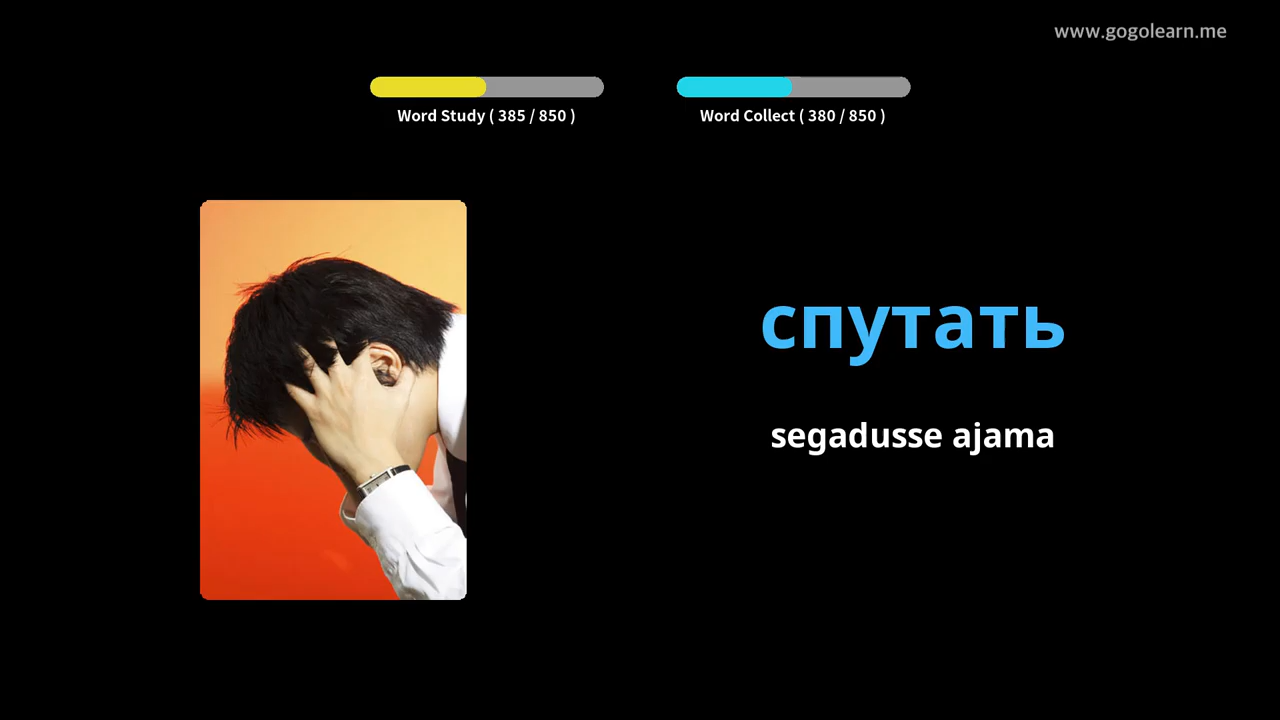 www.gogolearn.me
Word Study ( 385 / 850 )
Word Collect ( 380 / 850 )
спутать
segadusse ajama